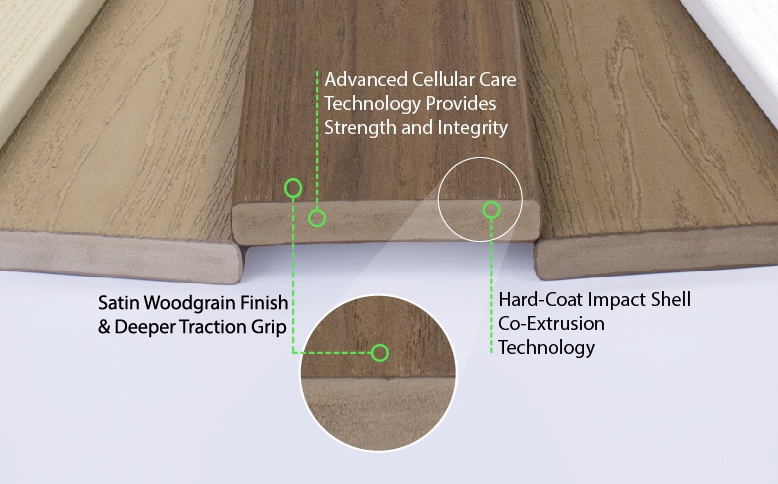 Advanced Cellular Care
Technology Provides
Strength and Integrity
Satin Woodgrain Finish
& Deeper Traction Grip
Hard-Coat Impact Shell
Co-Extrusion
Technology